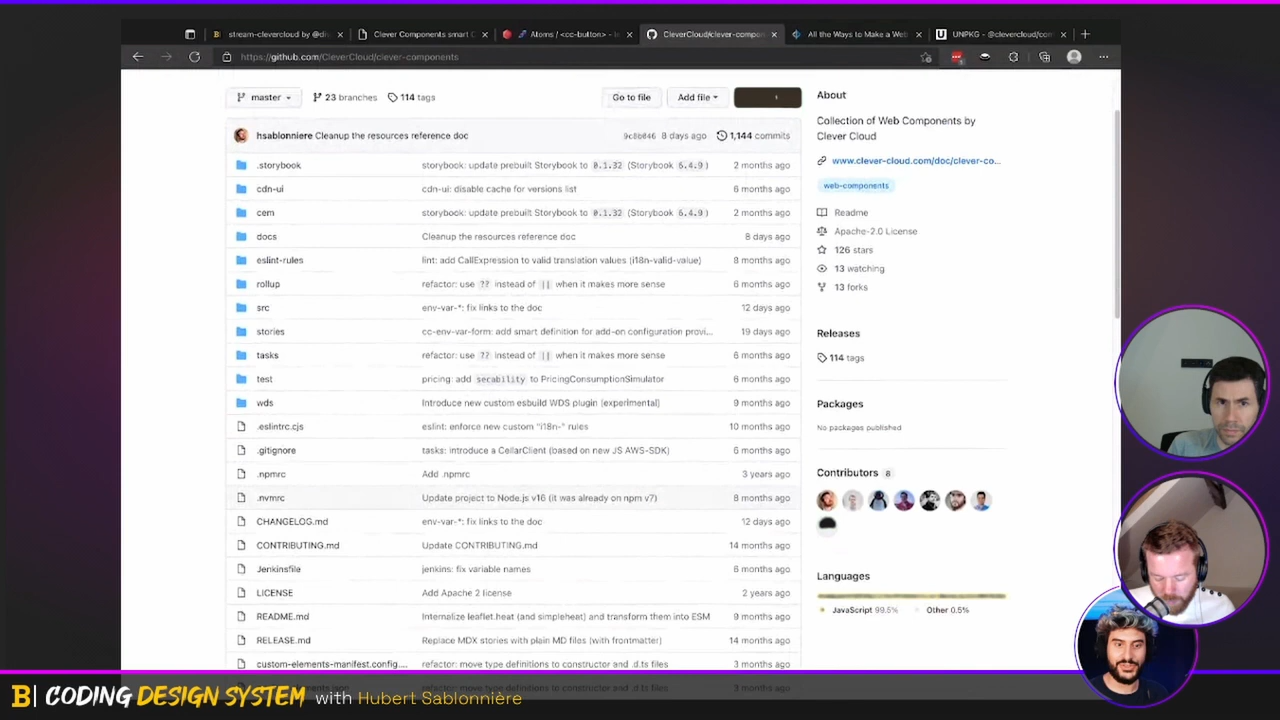 stream-clevercloud by @di
Clever Components smart C
Atoms / <cc-button> -
CleverCloud/clever-compon
All the Ways to Make a Web
UNPKG - @clevercloud/com
https://github.com/CleverCloud/clever-components
master 23 branches 114 tags Go to file Add file
hsablonniere Cleanup the resources reference doc 9c8b846 8 days ago 1,144 commits
.storybook storybook: update prebuilt Storybook to 0.1.32 (Storybook 6.4.9) 2 months ago
cdn-ui cdn-ui: disable cache for versions list 6 months ago
cem storybook: update prebuilt Storybook to 0.1.32 (Storybook 6.4.9) 2 months ago
docs Cleanup the resources reference doc 8 days ago
eslint-rules lint: add CallExpression to valid translation values (i18n-valid-value) 8 months ago
rollup refactor: use ?? instead of || when it makes more sense 6 months ago
src env-var-*: fix links to the doc 12 days ago
stories cc-env-var-form: add smart definition for add-on configuration provi... 19 days ago
tasks refactor: use ?? instead of || when it makes more sense 6 months ago
test pricing: add secability to PricingConsumptionSimulator 6 months ago
wds Introduce new custom esbuild WDS plugin (experimental) 9 months ago
.eslintrc.cjs eslint: enforce new custom "i18n-" rules 10 months ago
.gitignore tasks: introduce a CellarClient (based on new JS AWS-SDK) 6 months ago
.npmrc Add .npmrc 3 years ago
.nvmrc Update project to Node.js v16 (it was already on npm v7) 8 months ago
CHANGELOG.md env-var-*: fix links to the doc 12 days ago
CONTRIBUTING.md Update CONTRIBUTING.md 14 months ago
Jenkinsfile jenkins: fix variable names 6 months ago
LICENSE Add Apache 2 license 2 years ago
README.md Internalize leaflet.heat (and simpleheat) and transform them into ESM 9 months ago
RELEASE.md Replace MDX stories with plain MD files (with frontmatter) 14 months ago
custom-elements-manifest.config.... refactor: move type definitions to constructor and .d.ts files 3 months ago
About
Collection of Web Components by
Clever Cloud
www.clever-cloud.com/doc/clever-co...
web-components
Readme
Apache-2.0 License
126 stars
13 watching
13 forks
Releases
114 tags
Packages
No packages published
Contributors 8
Languages
JavaScript 99.5% Other 0.5%
B| CODING DESIGN SYSTEM with Hubert Sablonnière